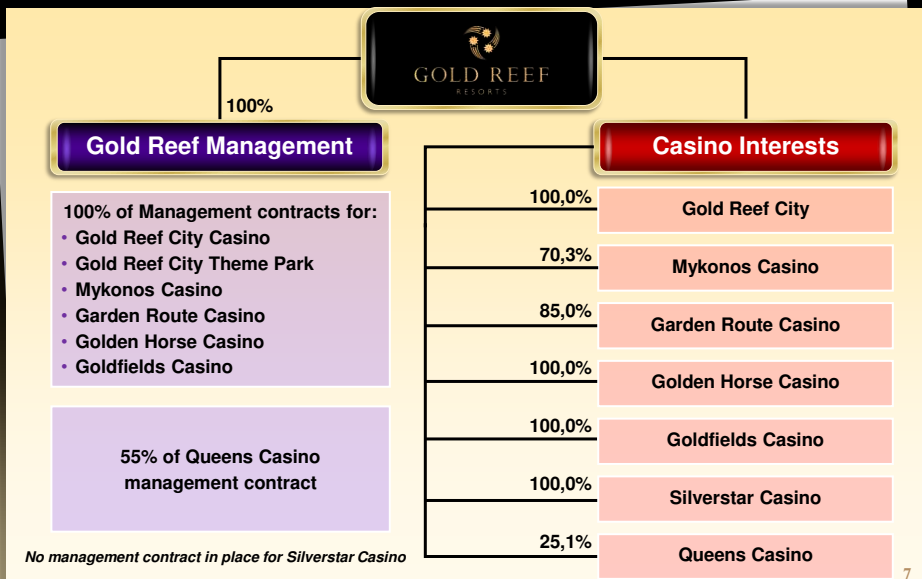 GOLD REEF
RESORTS
100%
Gold Reef Management
Casino Interests
100% of Management contracts for:
• Gold Reef City Casino
• Gold Reef City Theme Park
• Mykonos Casino
• Garden Route Casino
• Golden Horse Casino
• Goldfields Casino
55% of Queens Casino
management contract
No management contract in place for Silverstar Casino
100,0%
Gold Reef City
70,3%
Mykonos Casino
85,0%
Garden Route Casino
100,0%
Golden Horse Casino
100,0%
Goldfields Casino
100,0%
Silverstar Casino
25,1%
Queens Casino
7